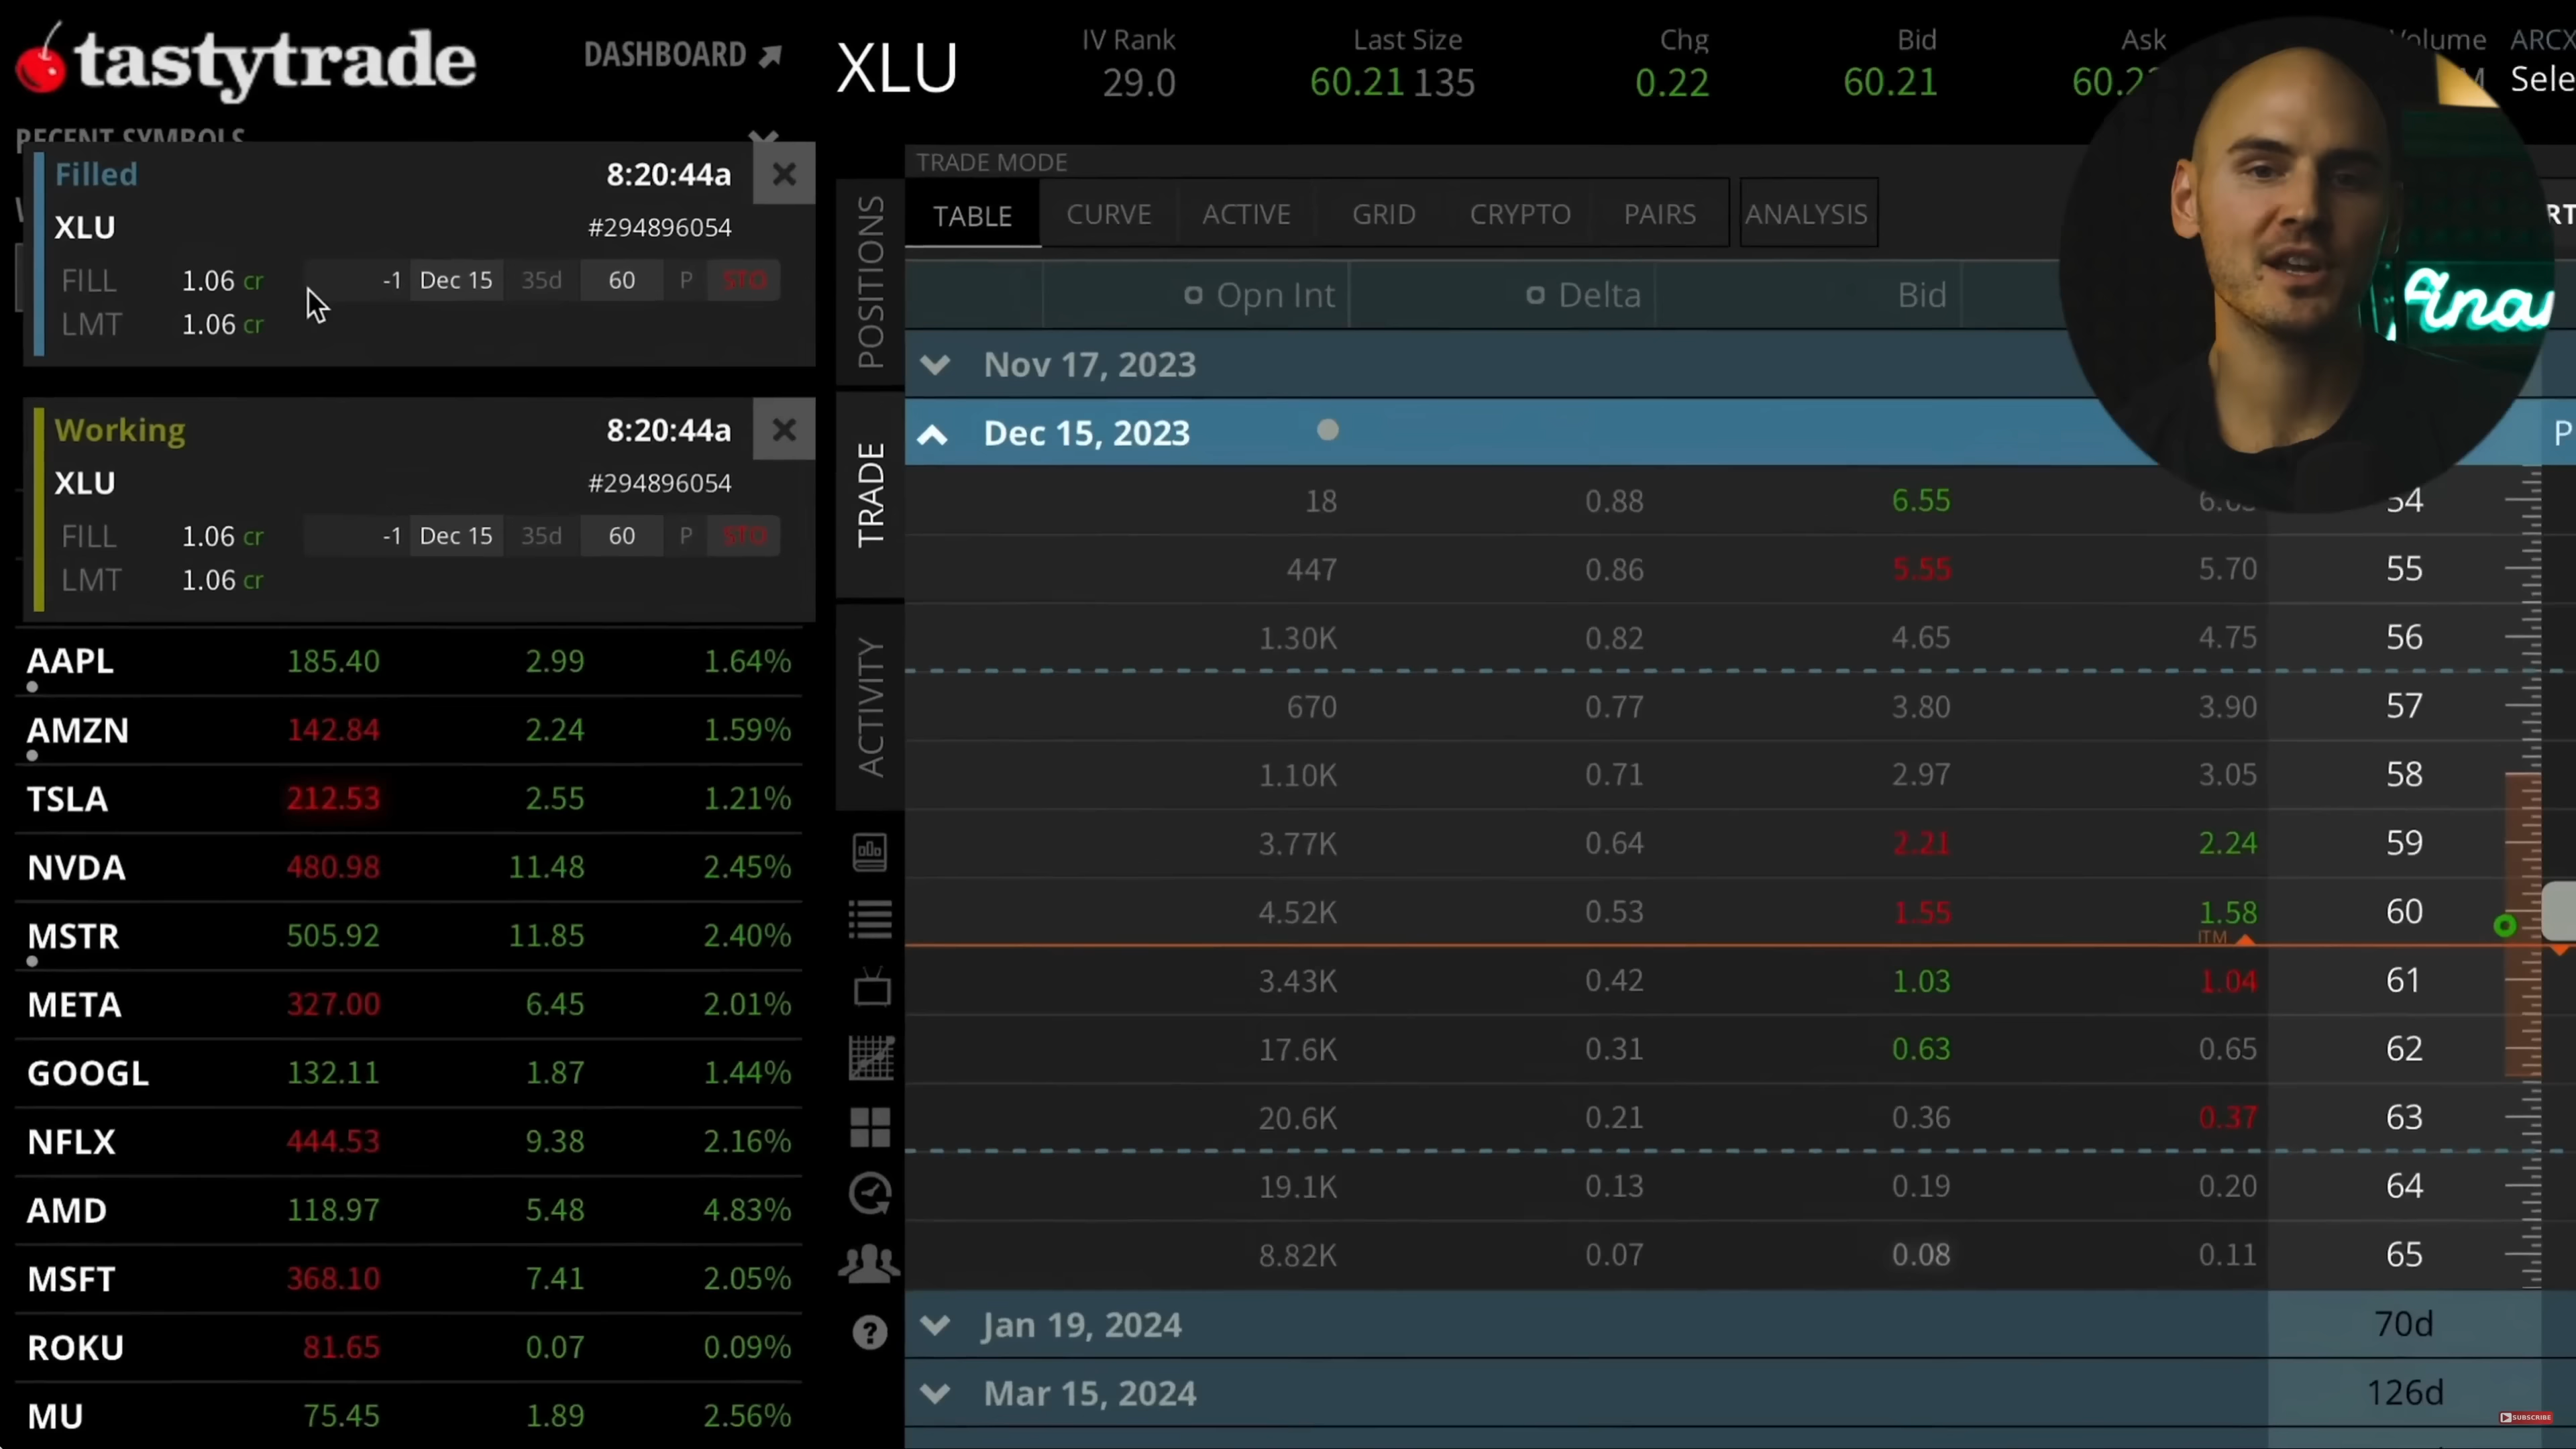 tastytrade
DASHBOARD
XLU
IV Rank
29.0
Last Size
60.21 135
Chg
0.22
Bid
60.21
Ask
Volume
ARCX
Sele
RECENT SYMBOLS
Filled 8:20:44a
XLU #294896054
FILL 1.06 cr -1 Dec 15 35d 60 P STO
LMT 1.06 cr
Working 8:20:44a
XLU #294896054
FILL 1.06 cr -1 Dec 15 35d 60 P STO
LMT 1.06 cr
AAPL 185.40 2.99 1.64%
AMZN 142.84 2.24 1.59%
TSLA 212.53 2.55 1.21%
NVDA 480.98 11.48 2.45%
MSTR 505.92 11.85 2.40%
META 327.00 6.45 2.01%
GOOGL 132.11 1.87 1.44%
NFLX 444.53 9.38 2.16%
AMD 118.97 5.48 4.83%
MSFT 368.10 7.41 2.05%
ROKU 81.65 0.07 0.09%
MU 75.45 1.89 2.56%
POSITIONS
TRADE
ACTIVITY
TRADE MODE
TABLE CURVE ACTIVE GRID CRYPTO PAIRS ANALYSIS
Opn Int Delta Bid
Nov 17, 2023
Dec 15, 2023
18 0.88 6.55 54
447 0.86 5.55 5.70 55
1.30K 0.82 4.65 4.75 56
670 0.77 3.80 3.90 57
1.10K 0.71 2.97 3.05 58
3.77K 0.64 2.21 2.24 59
4.52K 0.53 1.55 1.58 60
ITM
3.43K 0.42 1.03 1.04 61
17.6K 0.31 0.63 0.65 62
20.6K 0.21 0.36 0.37 63
19.1K 0.13 0.19 0.20 64
8.82K 0.07 0.08 0.11 65
Jan 19, 2024 70d
Mar 15, 2024 126d
SUBSCRIBE